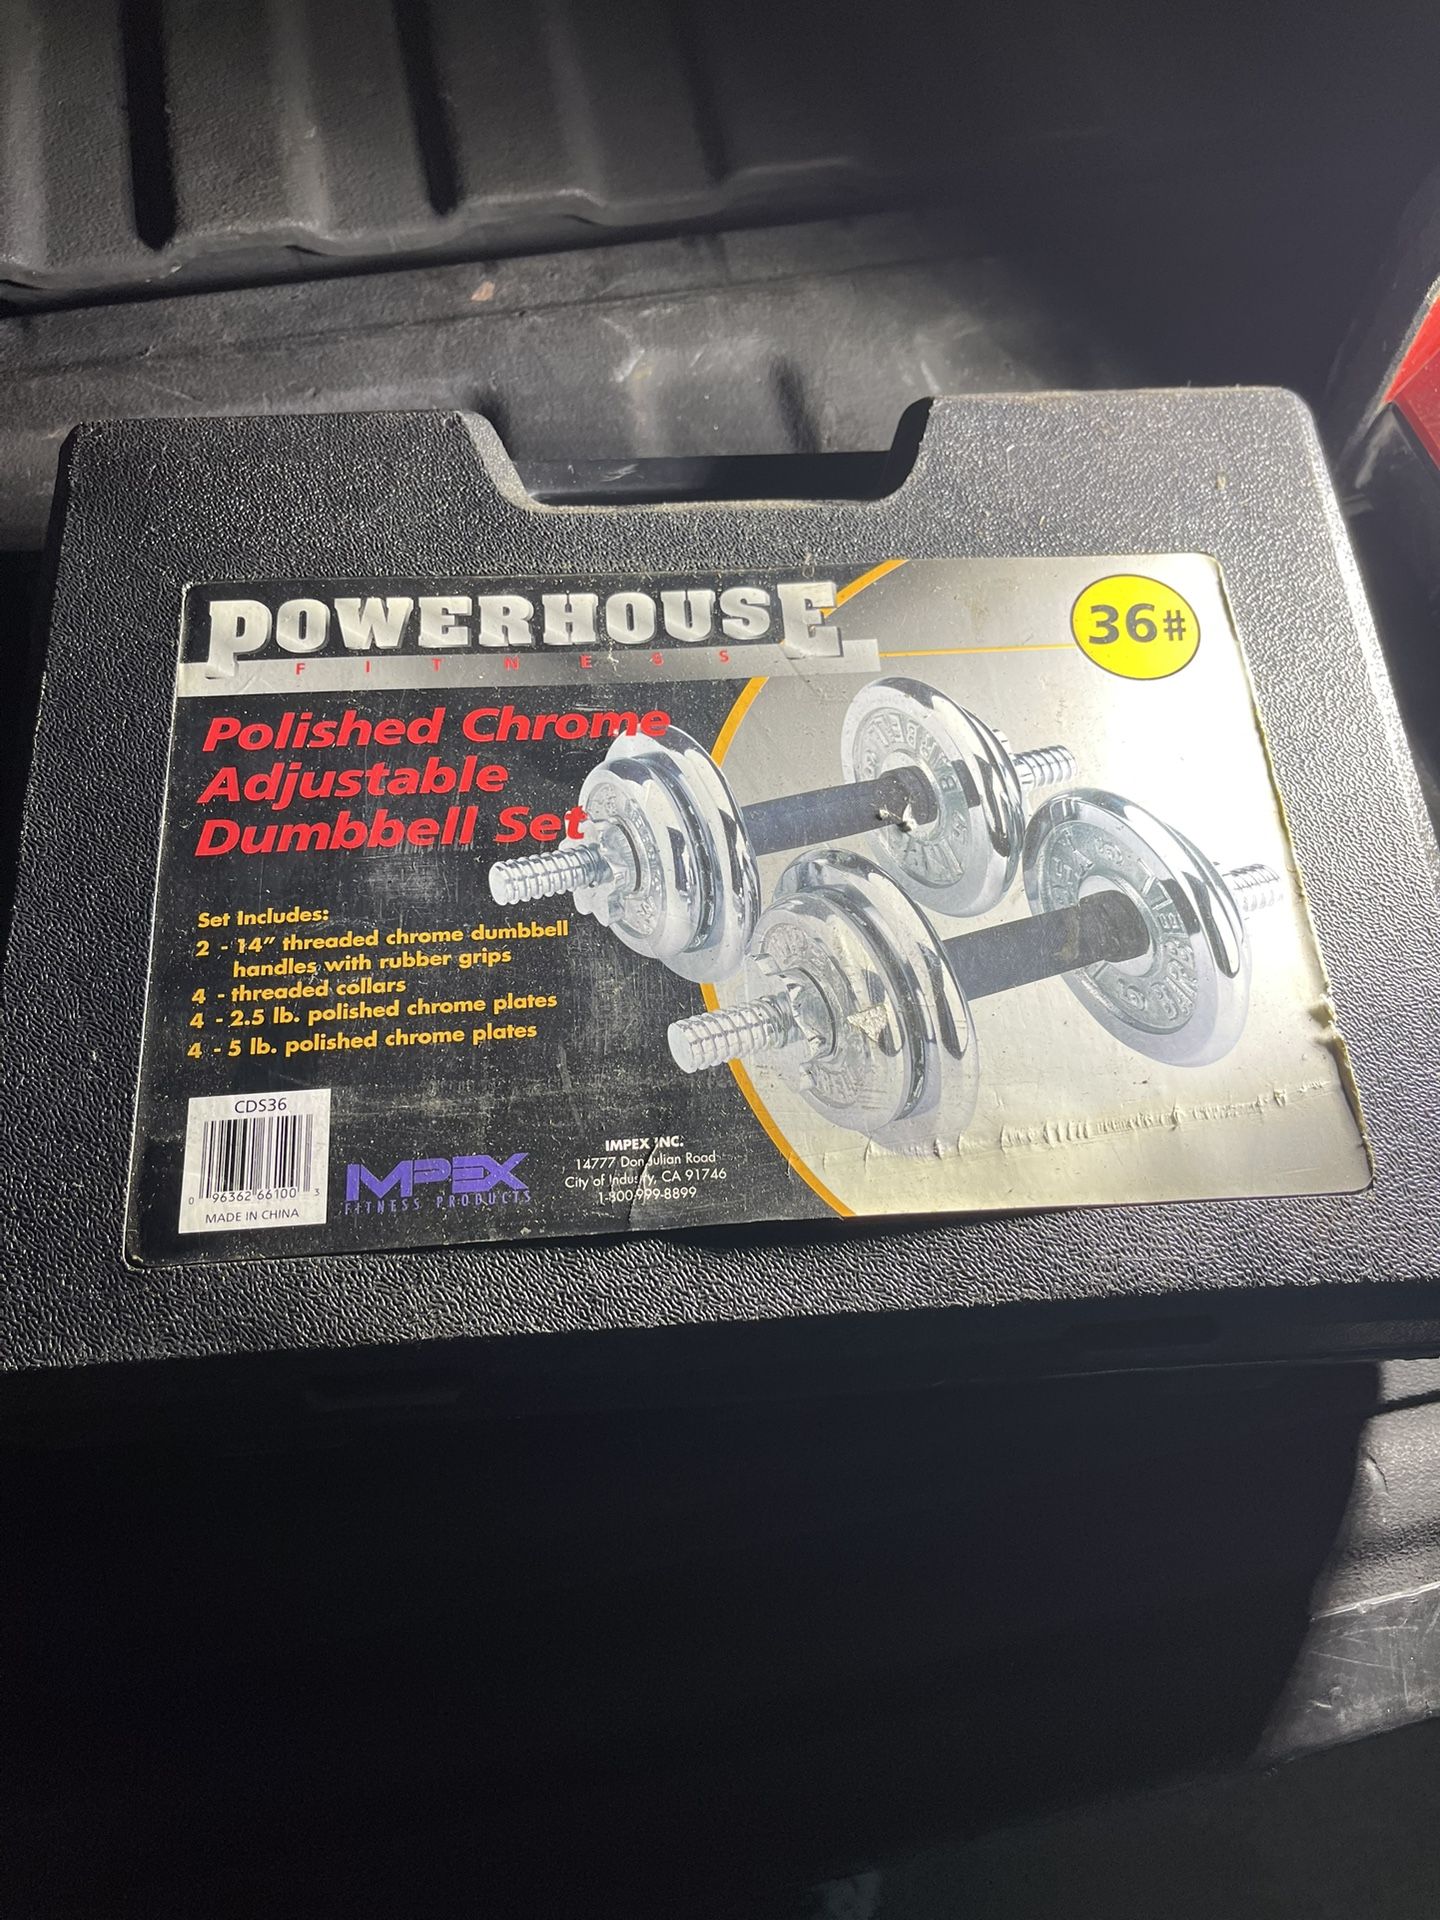 POWERHOUSE
FITNESS
36#
Polished Chrome
Adjustable
Dumbbell Set
Set Includes:
2 - 14" threaded chrome dumbbell
handles with rubber grips
4 - threaded collars
4 - 2.5 lb. polished chrome plates
4 - 5 lb. polished chrome plates
CDS36
0 96362 66100 3
MADE IN CHINA
IMPEX
FITNESS PRODUCTS
IMPEX INC.
14777 Don Julian Road
City of Industry, CA 91746
1-800-999-8899